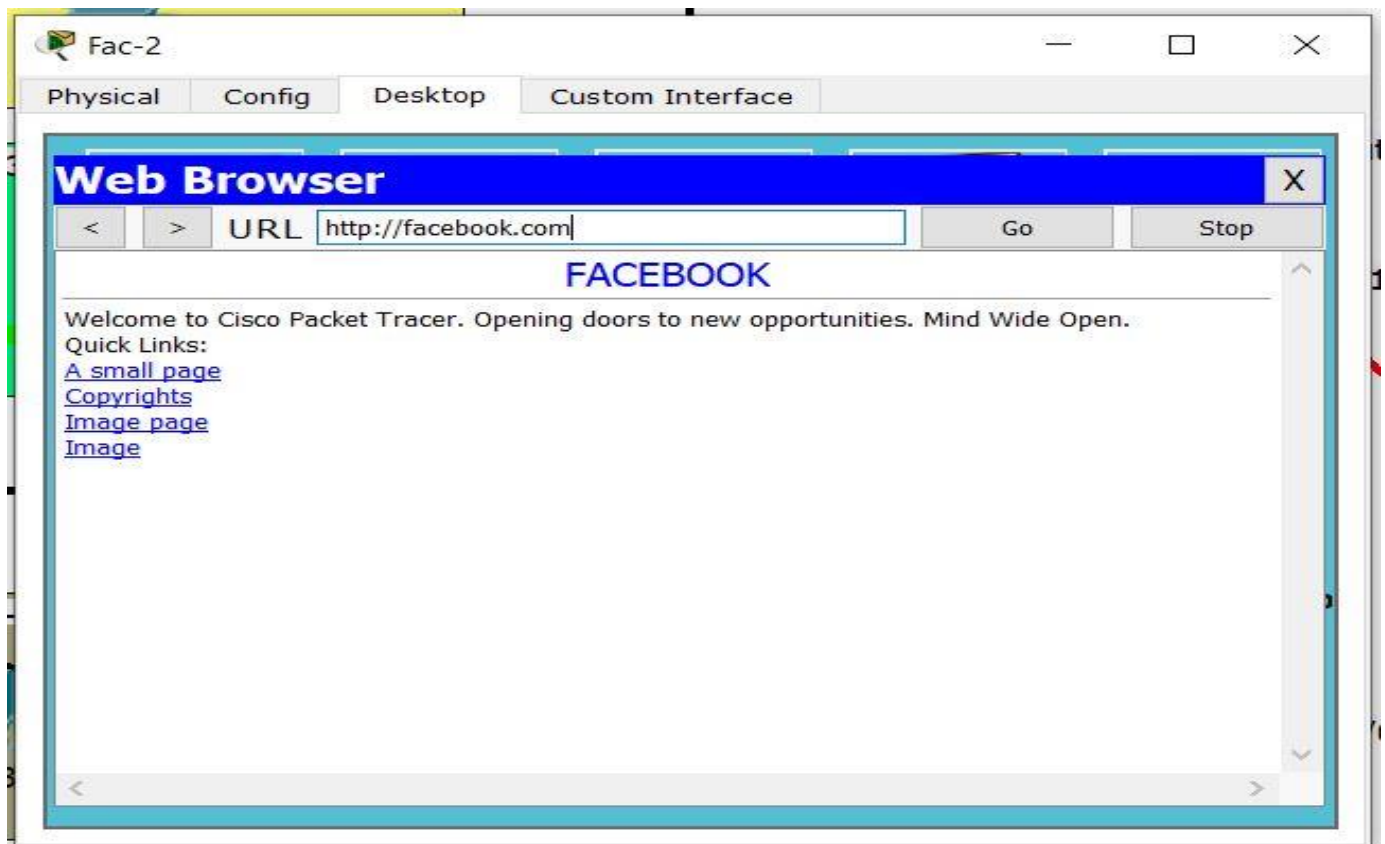 Fac-2
Physical Config Desktop Custom Interface
Web Browser X
< > URL http://facebook.com Go Stop
FACEBOOK
Welcome to Cisco Packet Tracer. Opening doors to new opportunities. Mind Wide Open.
Quick Links:
A small page
Copyrights
Image page
Image